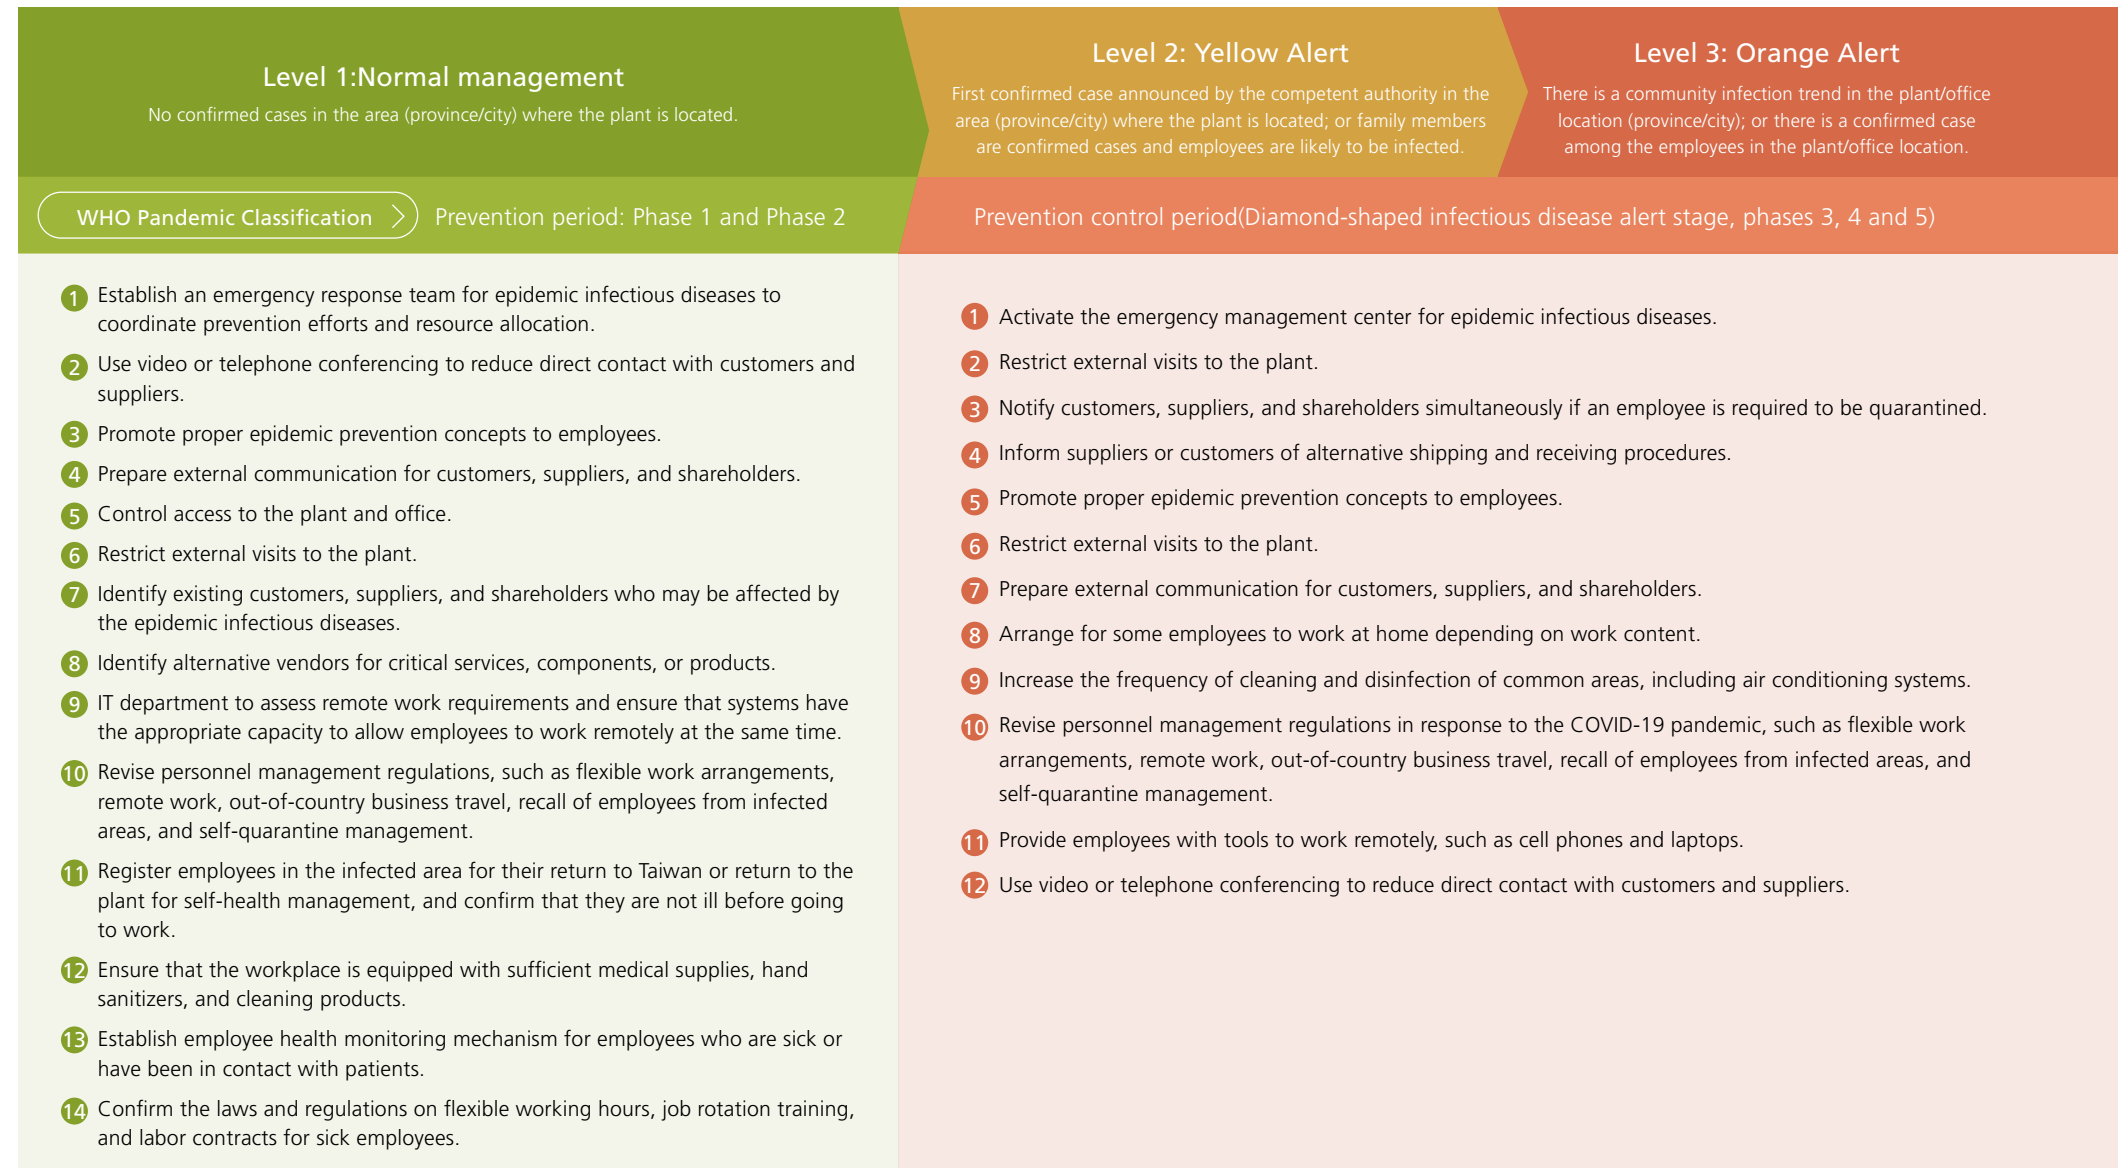 Level 1:Normal management
No confirmed cases in the area (province/city) where the plant is located.
Level 2: Yellow Alert
First confirmed case announced by the competent authority in the
area (province/city) where the plant is located; or family members
are confirmed cases and employees are likely to be infected.
Level 3: Orange Alert
There is a community infection trend in the plant/office
location (province/city); or there is a confirmed case
among the employees in the plant/office location.
WHO Pandemic Classification
Prevention period: Phase 1 and Phase 2
Prevention control period(Diamond-shaped infectious disease alert stage, phases 3, 4 and 5)
1 Establish an emergency response team for epidemic infectious diseases to
coordinate prevention efforts and resource allocation.
2 Use video or telephone conferencing to reduce direct contact with customers and
suppliers.
3 Promote proper epidemic prevention concepts to employees.
4 Prepare external communication for customers, suppliers, and shareholders.
5 Control access to the plant and office.
6 Restrict external visits to the plant.
7 Identify existing customers, suppliers, and shareholders who may be affected by
the epidemic infectious diseases.
8 Identify alternative vendors for critical services, components, or products.
9 IT department to assess remote work requirements and ensure that systems have
the appropriate capacity to allow employees to work remotely at the same time.
10 Revise personnel management regulations, such as flexible work arrangements,
remote work, out-of-country business travel, recall of employees from infected
areas, and self-quarantine management.
11 Register employees in the infected area for their return to Taiwan or return to the
plant for self-health management, and confirm that they are not ill before going
to work.
12 Ensure that the workplace is equipped with sufficient medical supplies, hand
sanitizers, and cleaning products.
13 Establish employee health monitoring mechanism for employees who are sick or
have been in contact with patients.
14 Confirm the laws and regulations on flexible working hours, job rotation training,
and labor contracts for sick employees.
1 Activate the emergency management center for epidemic infectious diseases.
2 Restrict external visits to the plant.
3 Notify customers, suppliers, and shareholders simultaneously if an employee is required to be quarantined.
4 Inform suppliers or customers of alternative shipping and receiving procedures.
5 Promote proper epidemic prevention concepts to employees.
6 Restrict external visits to the plant.
7 Prepare external communication for customers, suppliers, and shareholders.
8 Arrange for some employees to work at home depending on work content.
9 Increase the frequency of cleaning and disinfection of common areas, including air conditioning systems.
10 Revise personnel management regulations in response to the COVID-19 pandemic, such as flexible work
arrangements, remote work, out-of-country business travel, recall of employees from infected areas, and
self-quarantine management.
11 Provide employees with tools to work remotely, such as cell phones and laptops.
12 Use video or telephone conferencing to reduce direct contact with customers and suppliers.